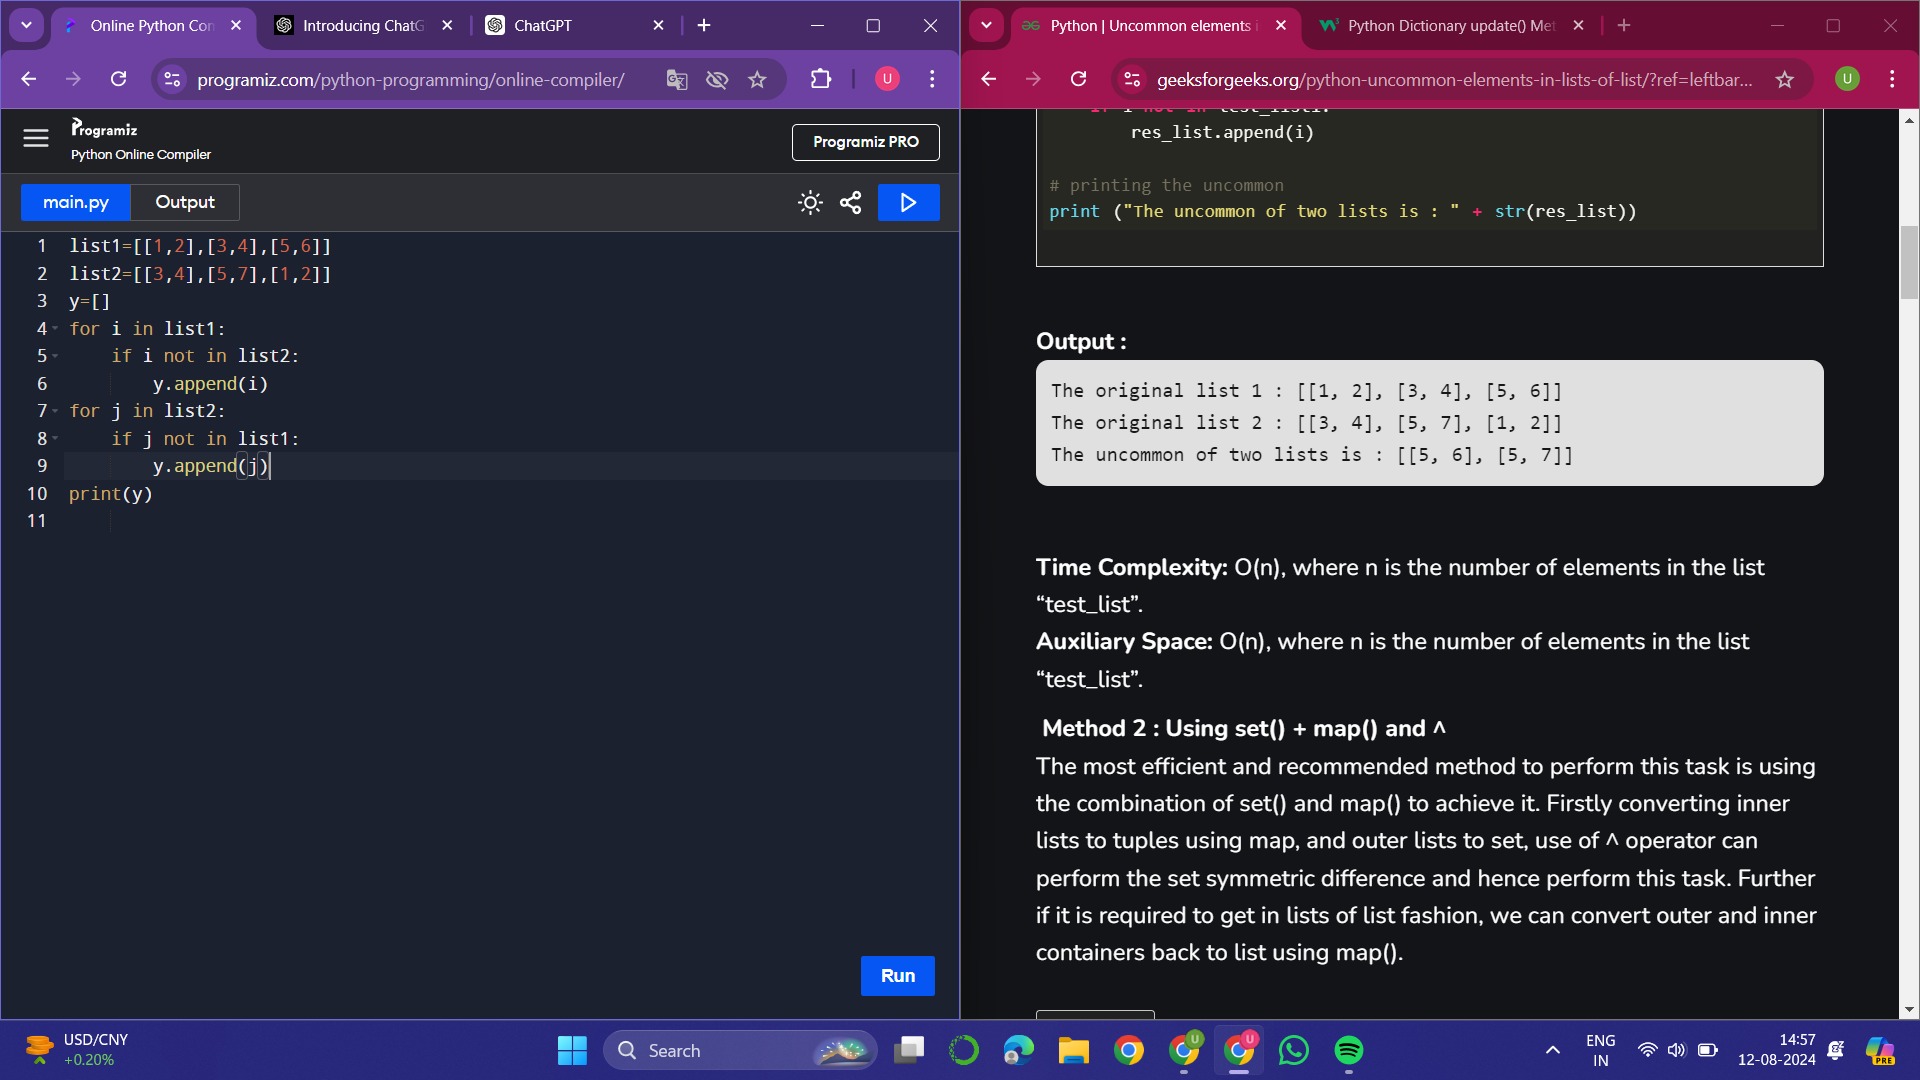 Online Python Com
Introducing ChatG
ChatGPT
programiz.com/python-programming/online-compiler/
U
Programiz
Python Online Compiler
Programiz PRO
main.py
Output
1 list1=[[1,2],[3,4],[5,6]]
2 list2=[[3,4],[5,7],[1,2]]
3 y=[]
4 for i in list1:
5 if i not in list2:
6 y.append(i)
7 for j in list2:
8 if j not in list1:
9 y.append(j)
10 print(y)
11
Run
Python | Uncommon elements i
Python Dictionary update() Met
geeksforgeeks.org/python-uncommon-elements-in-lists-of-list/?ref=leftbar...
U
if i not in test_list1:
res_list.append(i)
# printing the uncommon
print ("The uncommon of two lists is : " + str(res_list))
Output :
The original list 1 : [[1, 2], [3, 4], [5, 6]]
The original list 2 : [[3, 4], [5, 7], [1, 2]]
The uncommon of two lists is : [[5, 6], [5, 7]]
Time Complexity: O(n), where n is the number of elements in the list
“test_list”.
Auxiliary Space: O(n), where n is the number of elements in the list
“test_list”.
Method 2 : Using set() + map() and ^
The most efficient and recommended method to perform this task is using
the combination of set() and map() to achieve it. Firstly converting inner
lists to tuples using map, and outer lists to set, use of ^ operator can
perform the set symmetric difference and hence perform this task. Further
if it is required to get in lists of list fashion, we can convert outer and inner
containers back to list using map().
USD/CNY
+0.20%
Search
U
U
ENG
IN
14:57
12-08-2024
PRE